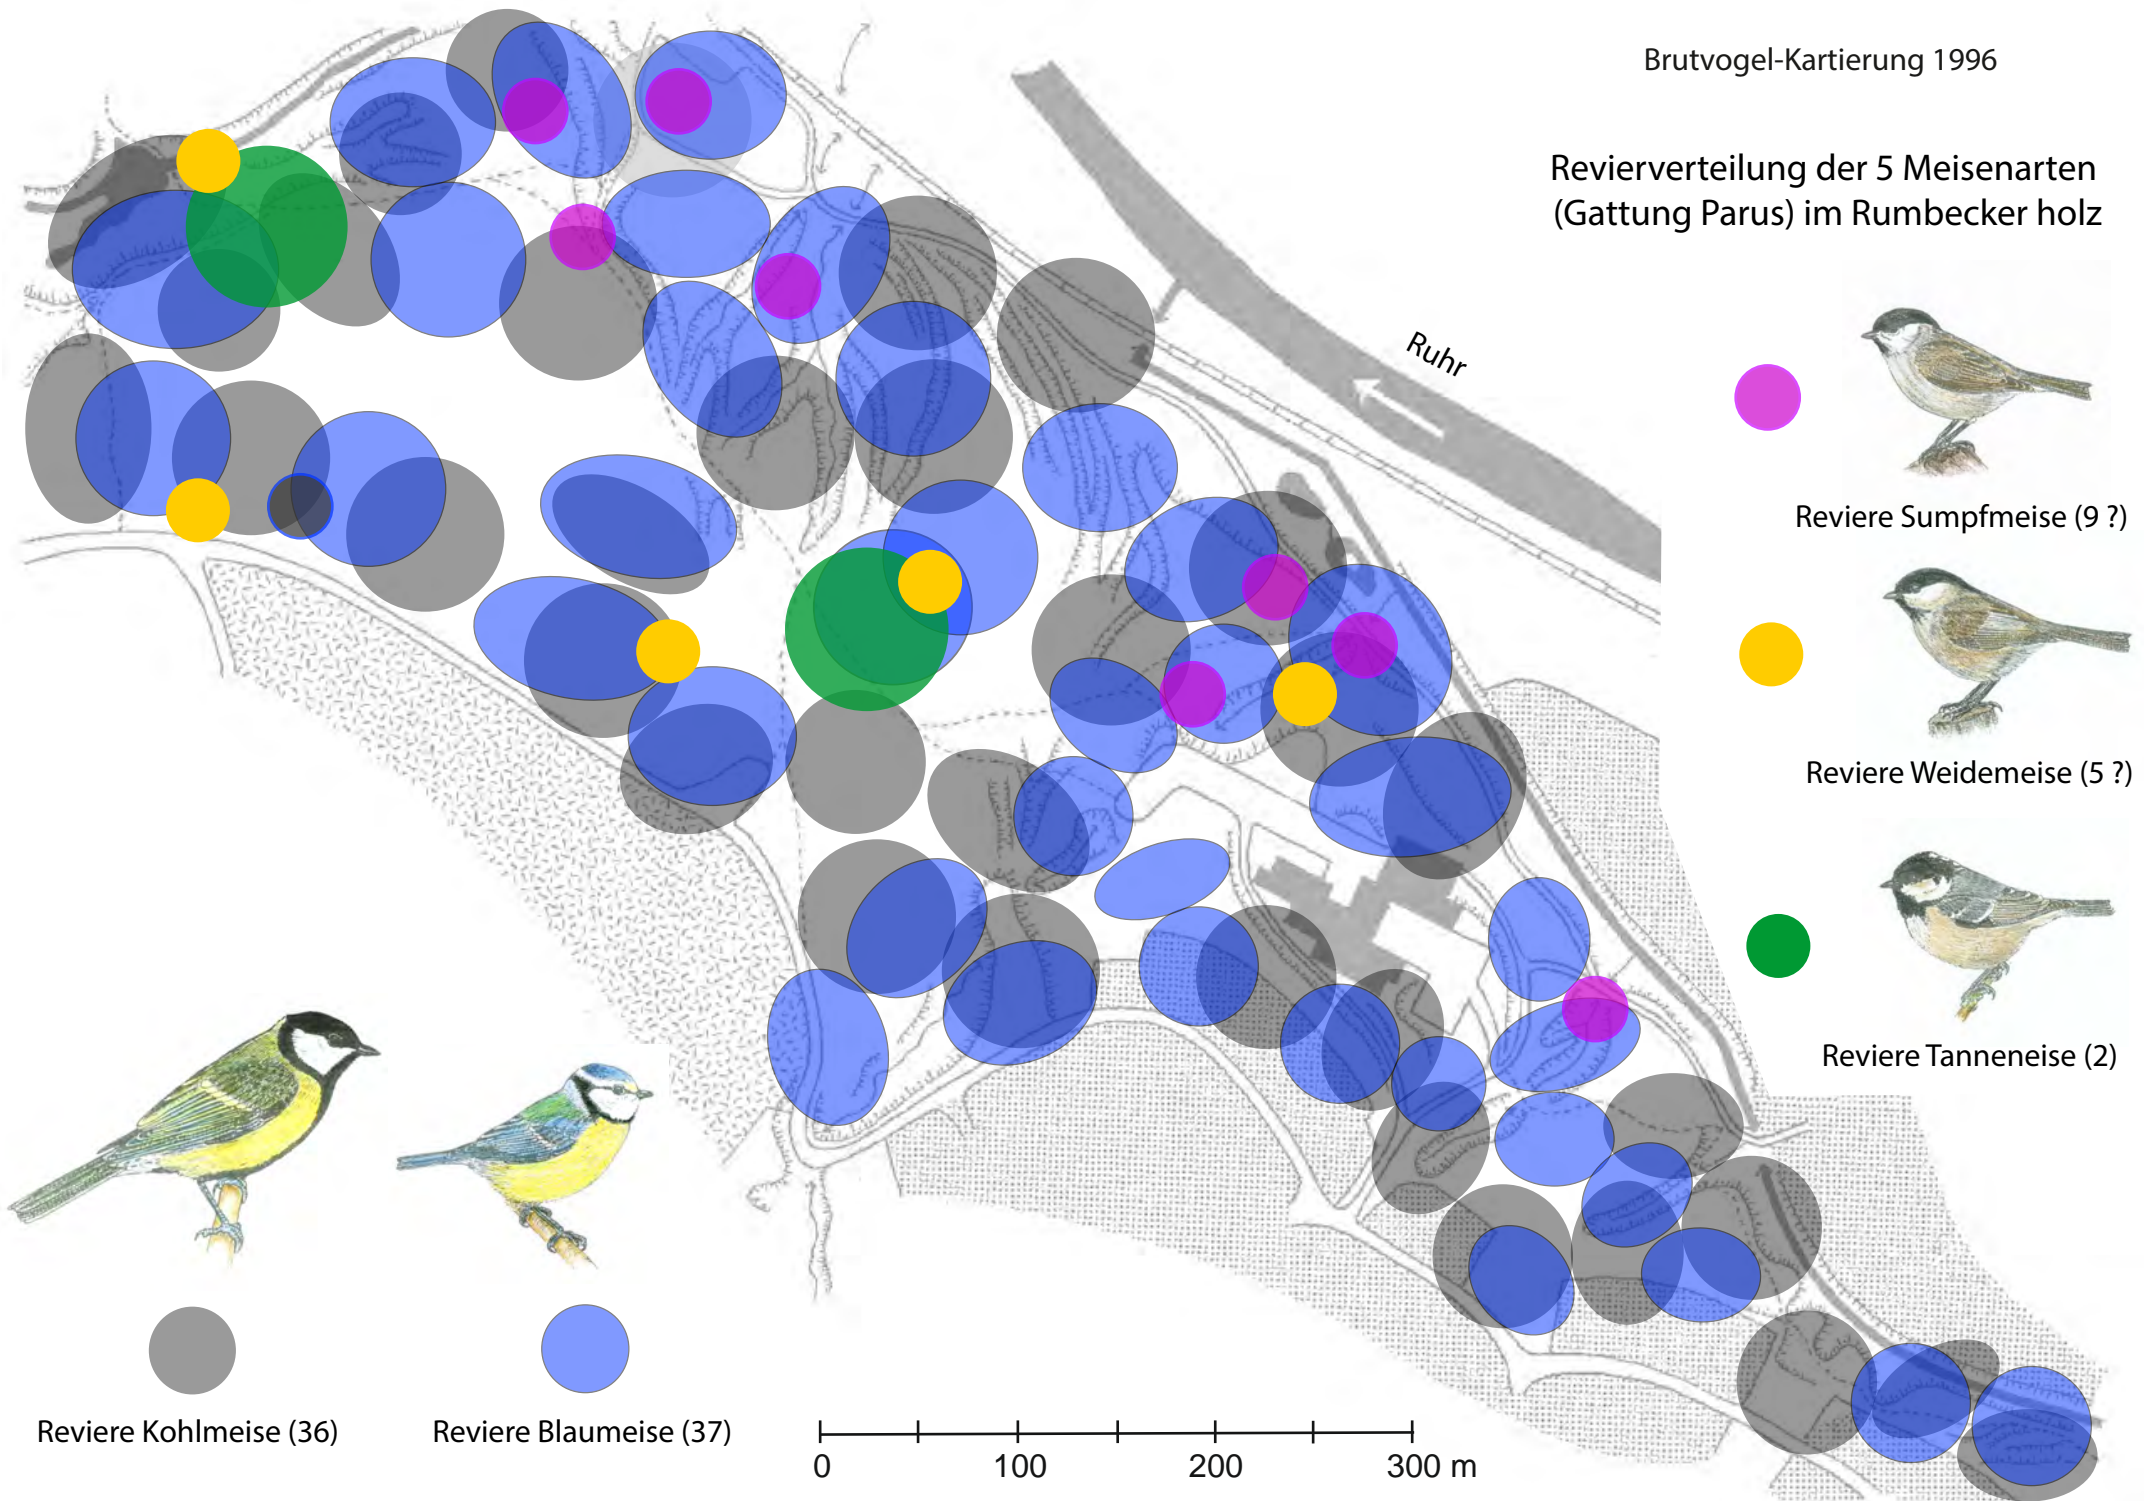 Brutvogel-Kartierung 1996
Revierverteilung der 5 Meisenarten
(Gattung Parus) im Rumbecker holz
Ruhr
Reviere Sumpfmeise (9 ?)
Reviere Weidemeise (5 ?)
Reviere Tanneneise (2)
Reviere Kohlmeise (36)
Reviere Blaumeise (37)
0 100 200 300 m